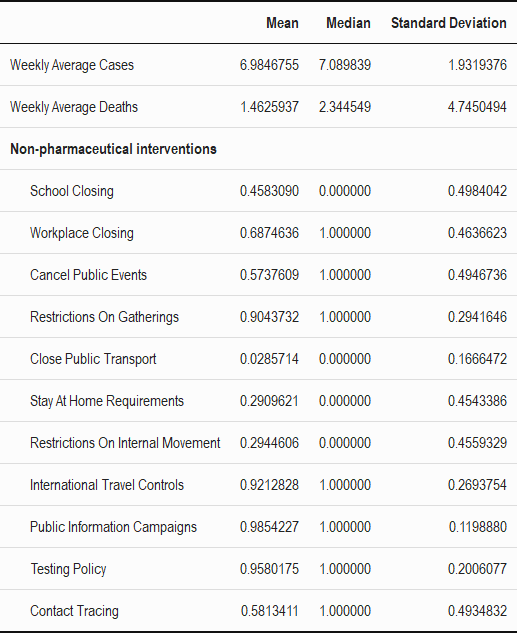 Mean Median Standard Deviation
Weekly Average Cases 6.9846755 7.089839 1.9319376
Weekly Average Deaths 1.4625937 2.344549 4.7450494
Non-pharmaceutical interventions
School Closing 0.4583090 0.000000 0.4984042
Workplace Closing 0.6874636 1.000000 0.4636623
Cancel Public Events 0.5737609 1.000000 0.4946736
Restrictions On Gatherings 0.9043732 1.000000 0.2941646
Close Public Transport 0.0285714 0.000000 0.1666472
Stay At Home Requirements 0.2909621 0.000000 0.4543386
Restrictions On Internal Movement 0.2944606 0.000000 0.4559329
International Travel Controls 0.9212828 1.000000 0.2693754
Public Information Campaigns 0.9854227 1.000000 0.1198880
Testing Policy 0.9580175 1.000000 0.2006077
Contact Tracing 0.5813411 1.000000 0.4934832